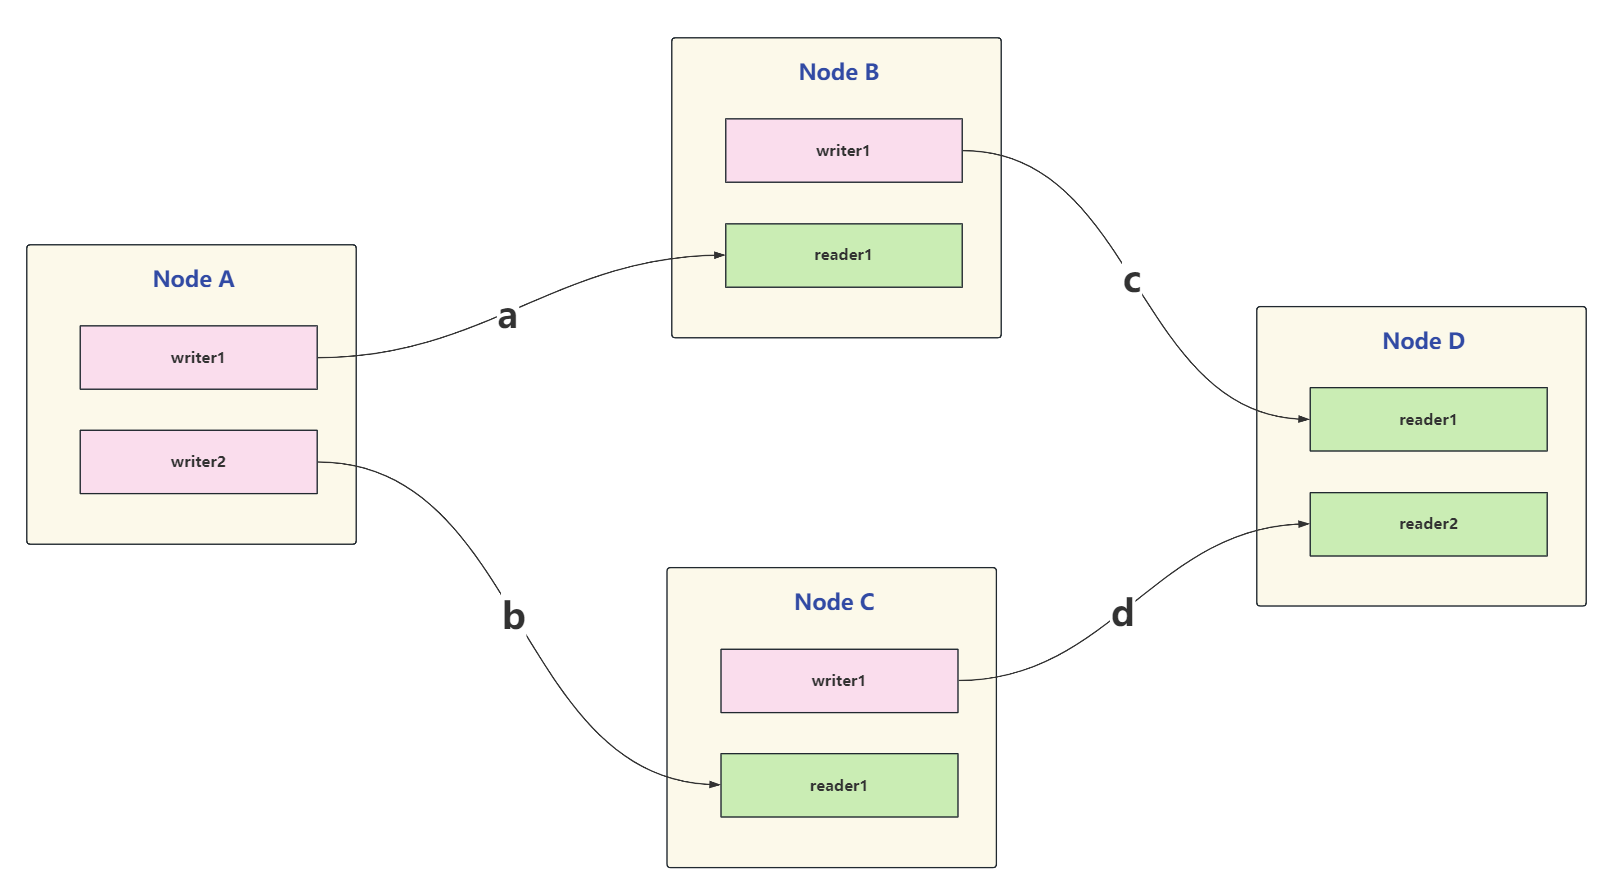 Node A
writer1
writer2
a
b
Node B
writer1
reader1
Node C
writer1
reader1
c
d
Node D
reader1
reader2